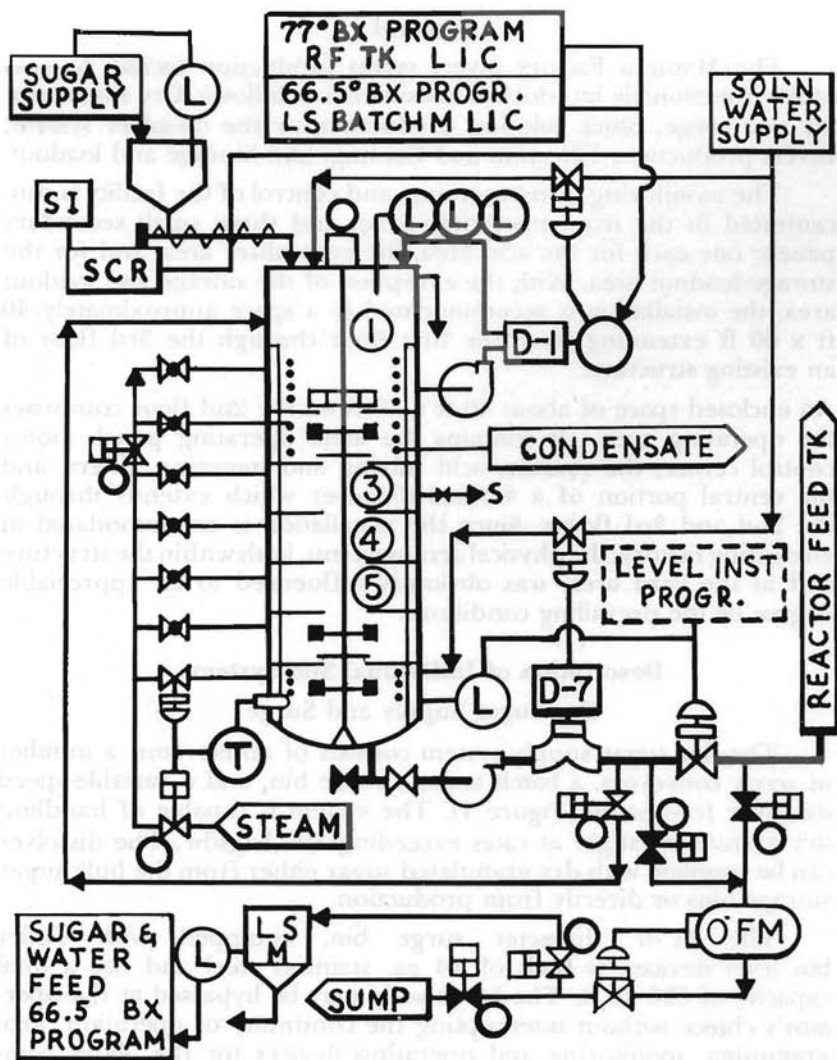 77° BX PROGRAM
RF TK LIC
66.5° BX PROGR.
LS BATCH M LIC
SUGAR
SUPPLY
L
SOL'N
WATER
SUPPLY
SI
SCR
1
D-1
CONDENSATE
3
S
4
5
LEVEL INST
PROGR.
REACTOR FEED TK
L
D-7
T
STEAM
SUGAR &
WATER
FEED
66.5 BX
PROGRAM
LS
M
SUMP
OFM